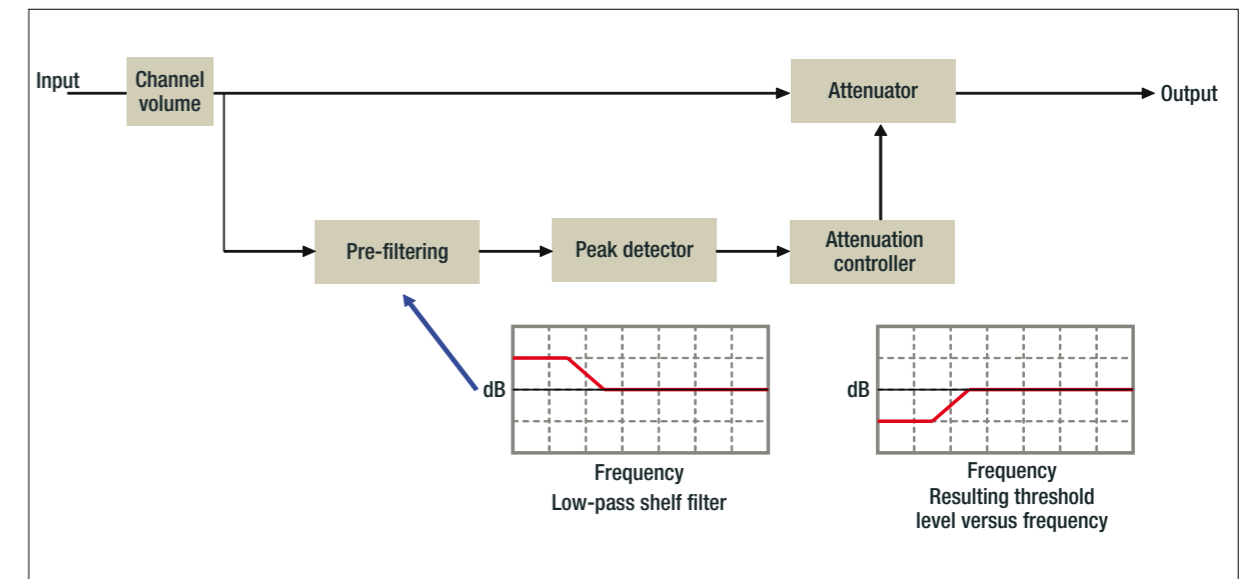 Input
Channel
volume
Attenuator
Output
Pre-filtering
Peak detector
Attenuation
controller
dB
Frequency
Low-pass shelf filter
dB
Frequency
Resulting threshold
level versus frequency